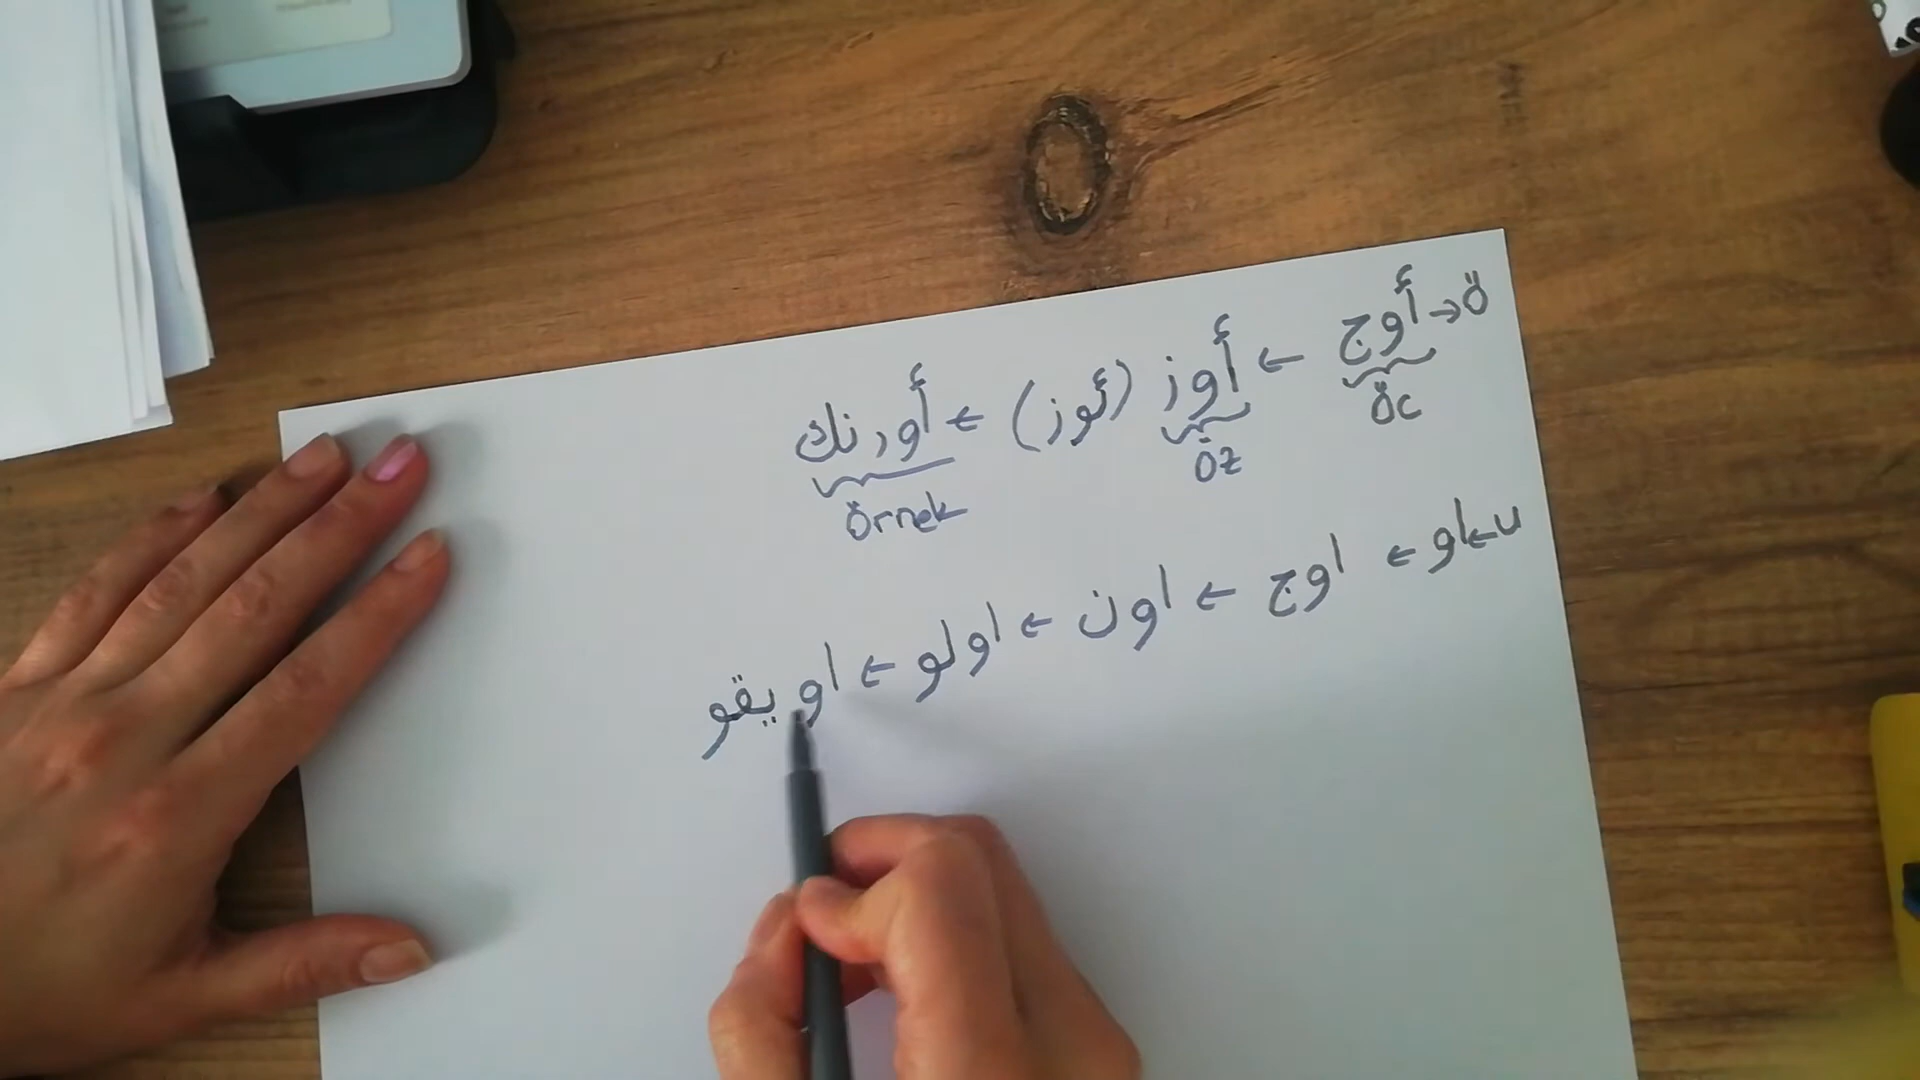 ö → أوج ← أوز (ئوز) ← أورنك
Öc Öz Örnek
u ← او ← اوج ← اون ← اولو ← اويقو